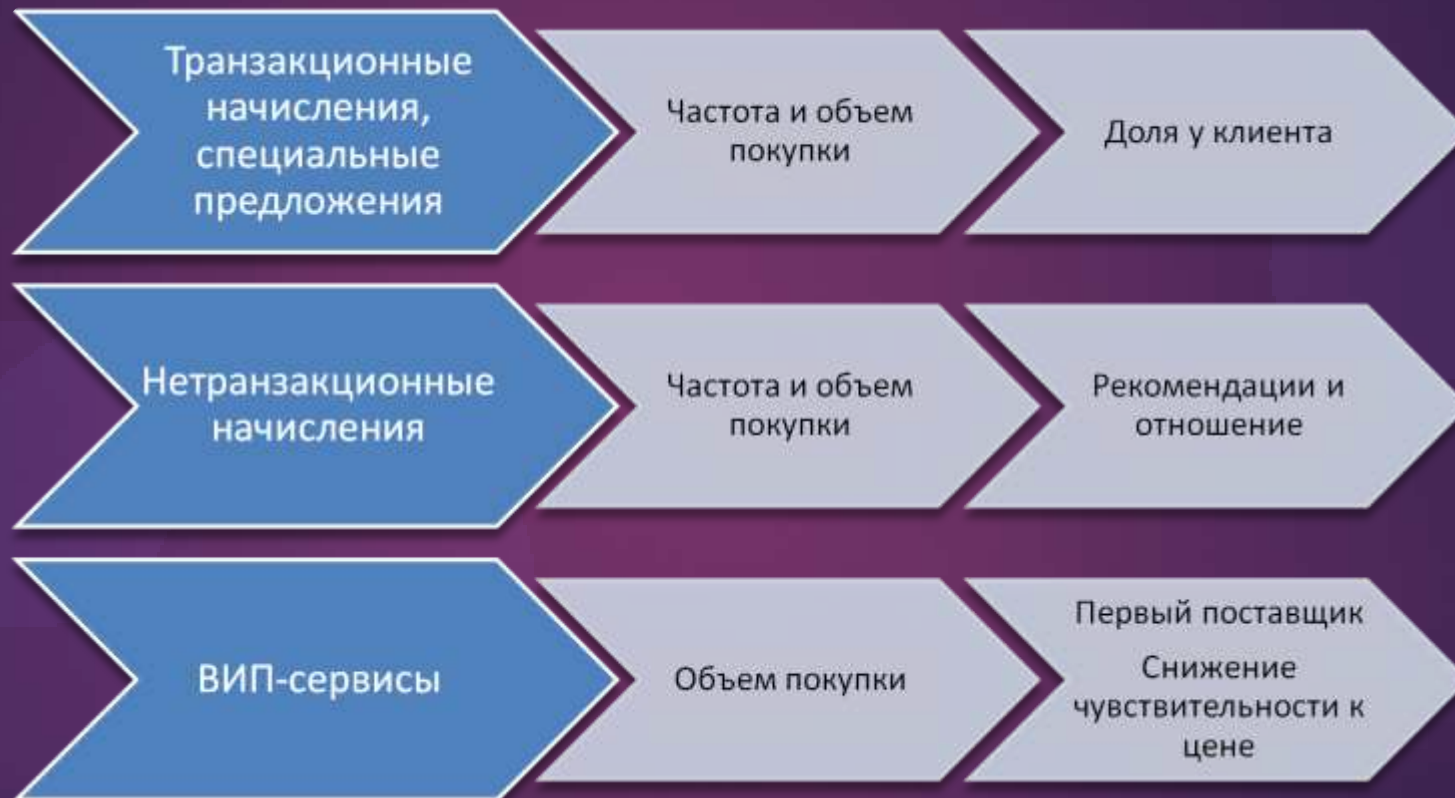 Транзакционные
начисления,
специальные
предложения
Частота и объем
покупки
Доля у клиента
Нетранзакционные
начисления
Частота и объем
покупки
Рекомендации и
отношение
ВИП-сервисы
Объем покупки
Первый поставщик
Снижение
чувствительности к
цене